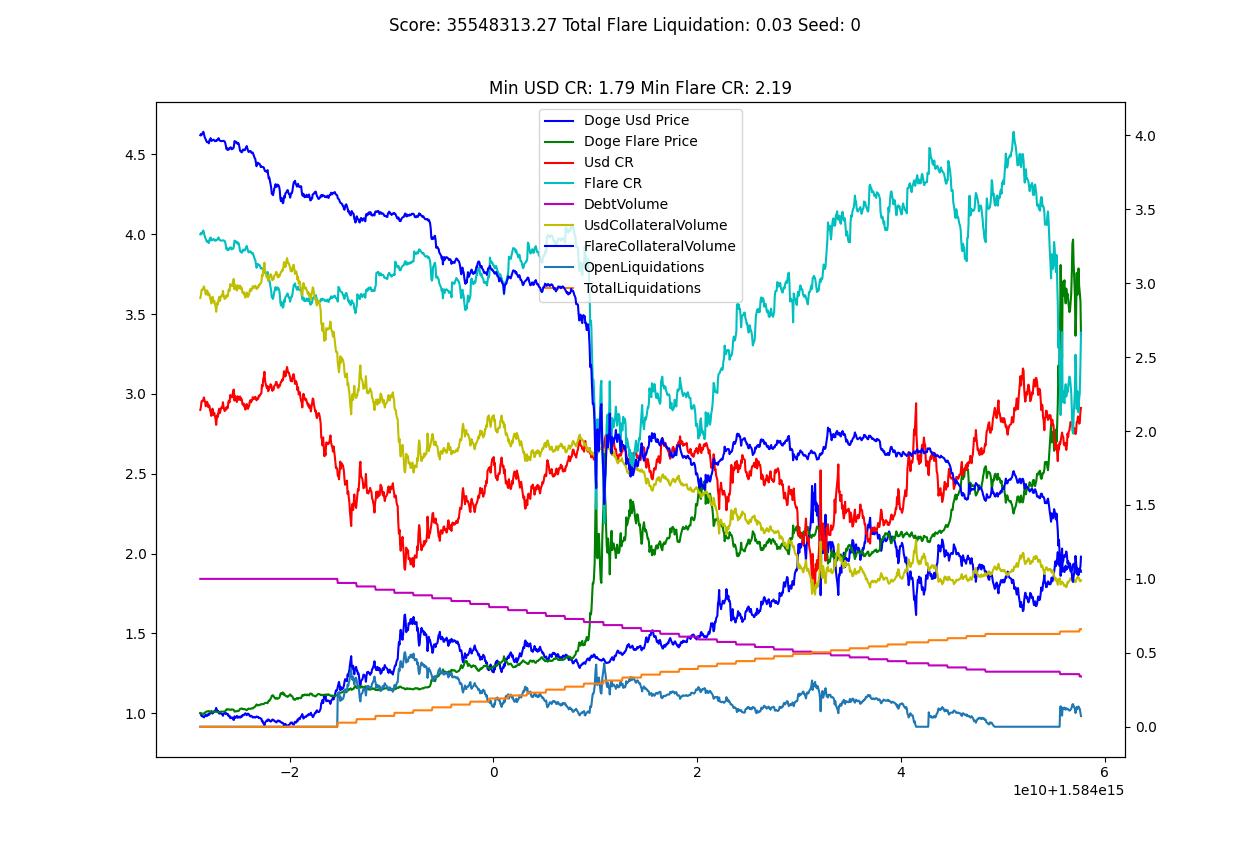 Score: 35548313.27 Total Flare Liquidation: 0.03 Seed: 0
Min USD CR: 1.79 Min Flare CR: 2.19
Doge Usd Price
Doge Flare Price
Usd CR
Flare CR
DebtVolume
UsdCollateralVolume
FlareCollateralVolume
OpenLiquidations
TotalLiquidations
4.5
4.0
3.5
3.0
2.5
2.0
1.5
1.0
4.0
3.5
3.0
2.5
2.0
1.5
1.0
0.5
0.0
−2 0 2 4 6
1e10+1.584e15